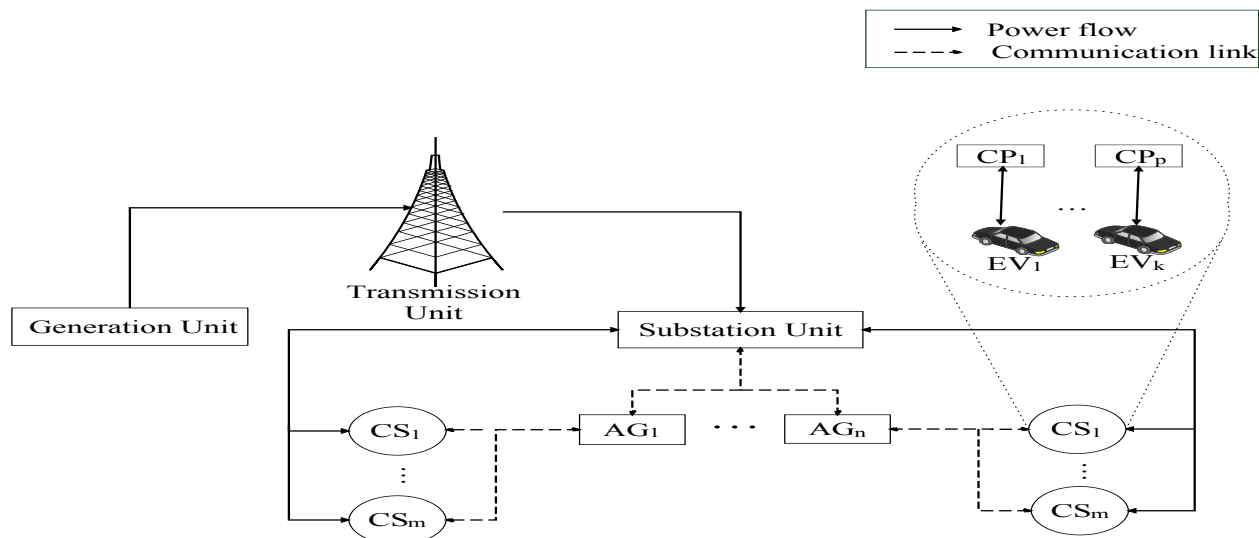 Power flow
Communication link
CP₁
CPₚ
...
EV₁
EVₖ
Transmission
Unit
Generation Unit
Substation Unit
CS₁
AG₁
...
AGₙ
CS₁
...
...
CSₘ
CSₘ